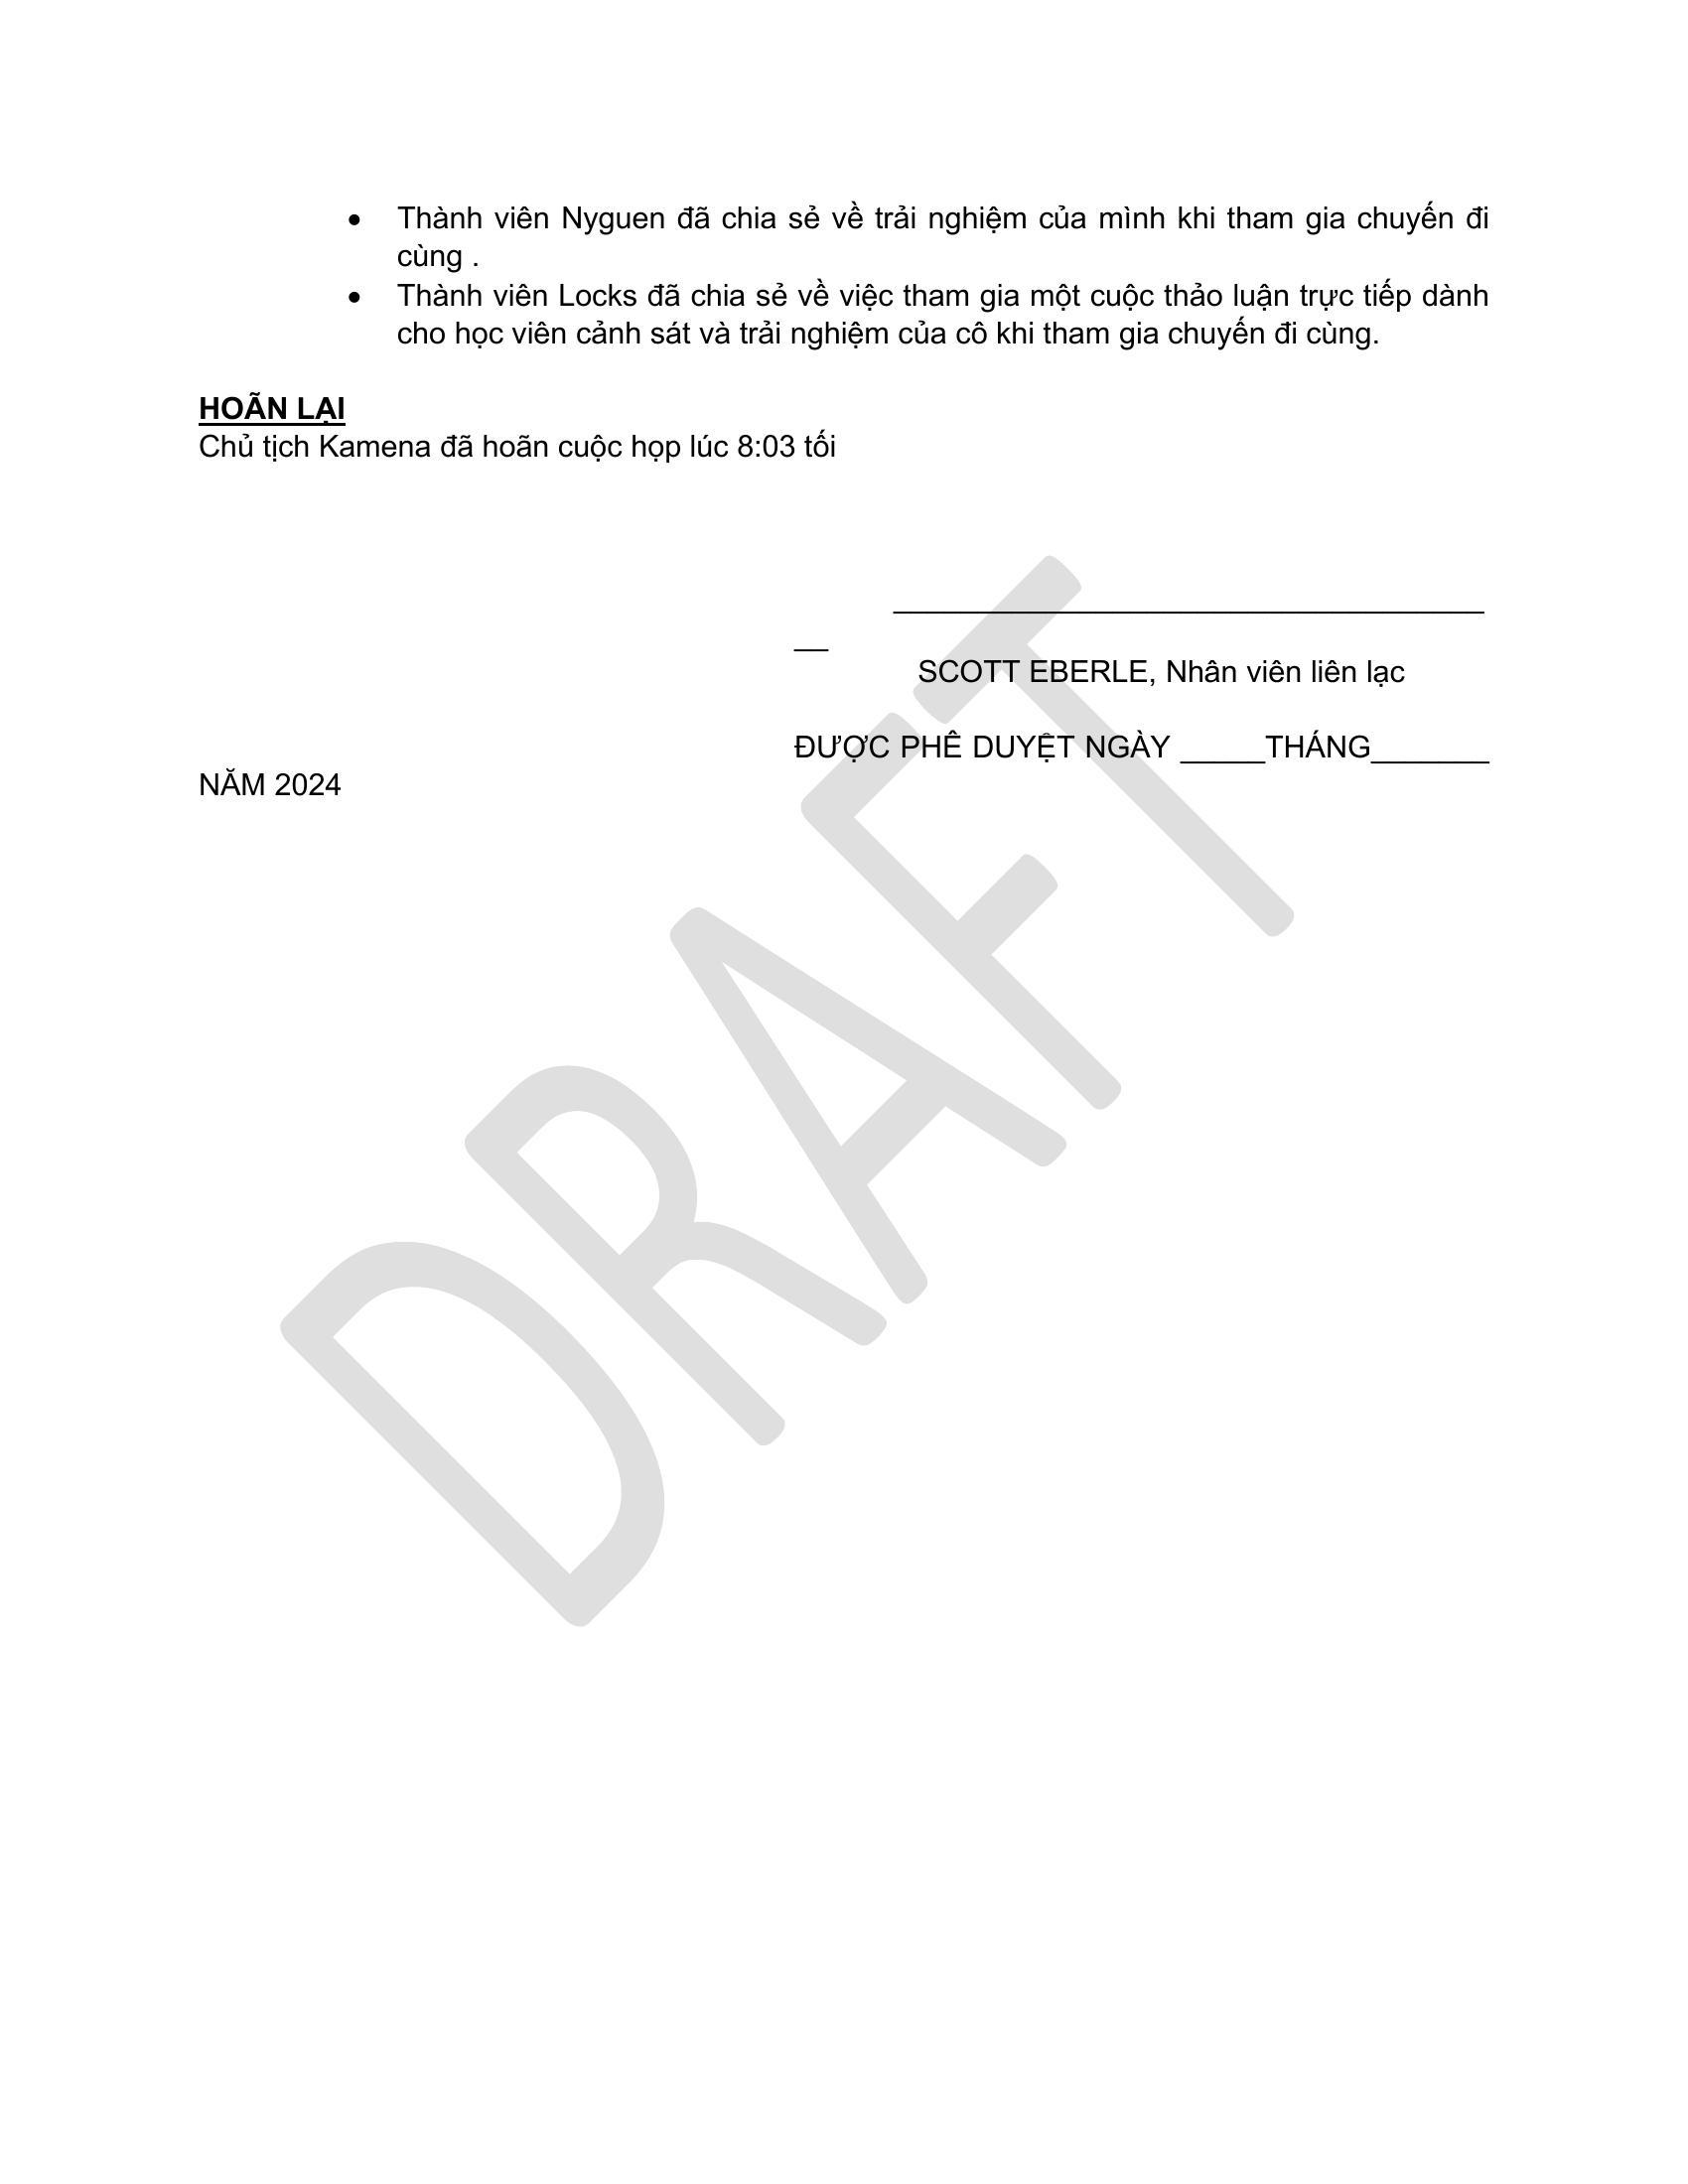 • Thành viên Nyguen đã chia sẻ về trải nghiệm của mình khi tham gia chuyến đi
cùng .
• Thành viên Locks đã chia sẻ về việc tham gia một cuộc thảo luận trực tiếp dành
cho học viên cảnh sát và trải nghiệm của cô khi tham gia chuyến đi cùng.
HOÃN LẠI
Chủ tịch Kamena đã hoãn cuộc họp lúc 8:03 tối
___________________________________
__
SCOTT EBERLE, Nhân viên liên lạc
ĐƯỢC PHÊ DUYỆT NGÀY _____THÁNG_______
NĂM 2024
DRAFT